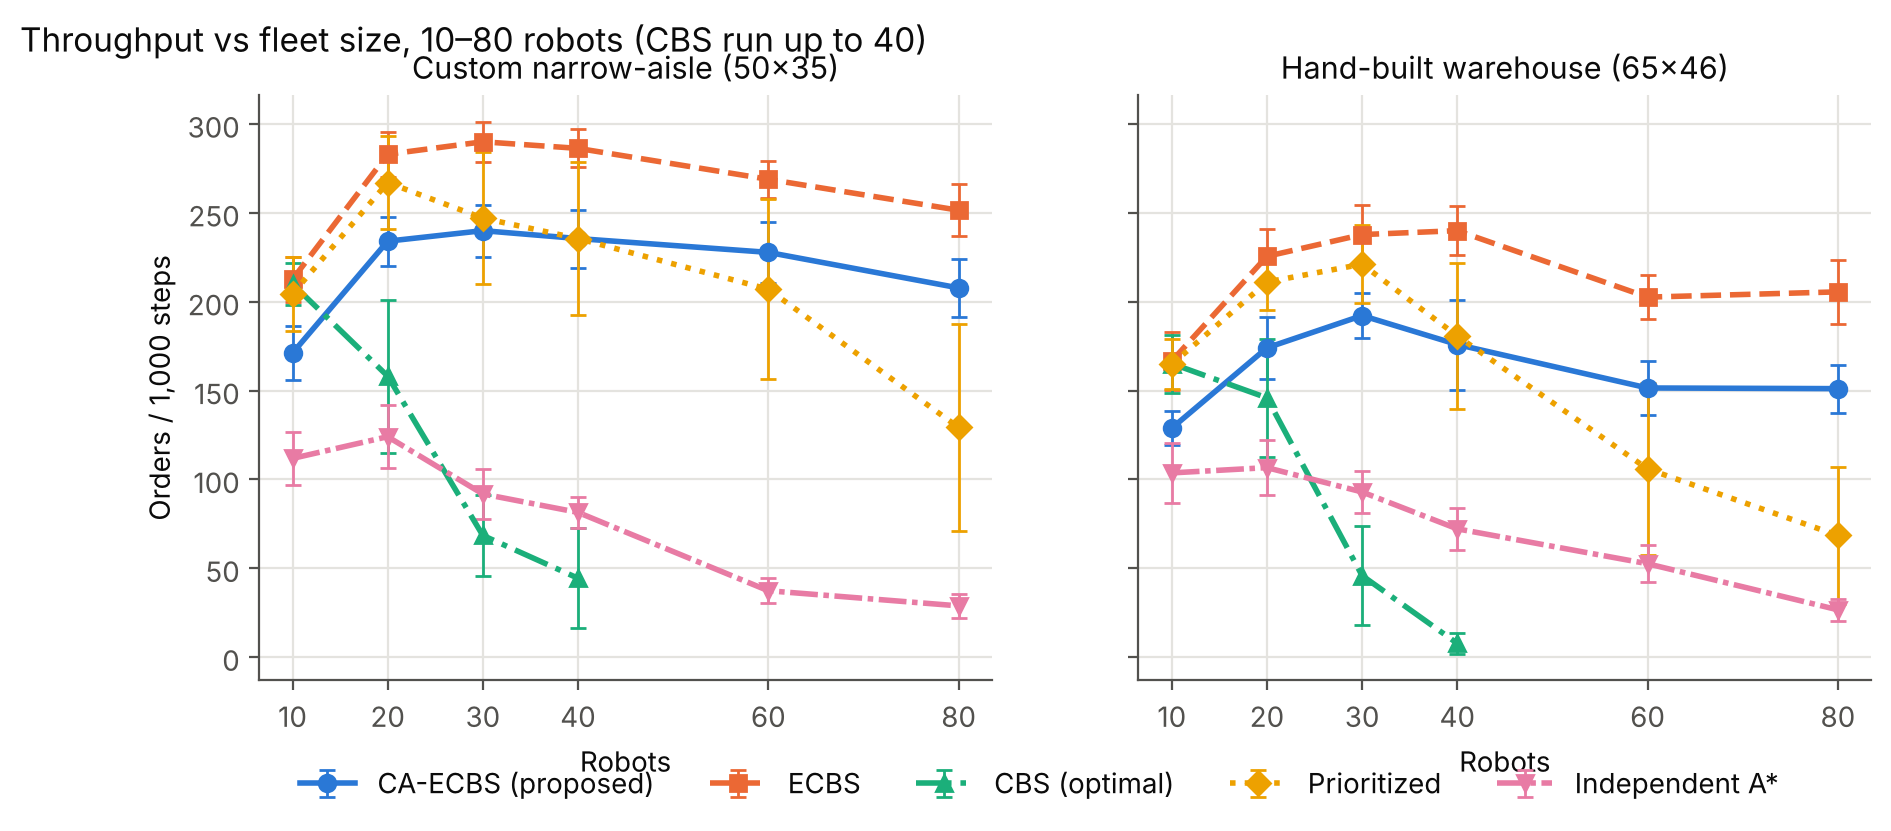 Throughput vs fleet size, 10–80 robots (CBS run up to 40)
Custom narrow-aisle (50×35)
Hand-built warehouse (65×46)
Orders / 1,000 steps
300
250
200
150
100
50
0
10 20 30 40 60 80
10 20 30 40 60 80
Robots
Robots
CA-ECBS (proposed) ECBS CBS (optimal) Prioritized Independent A*